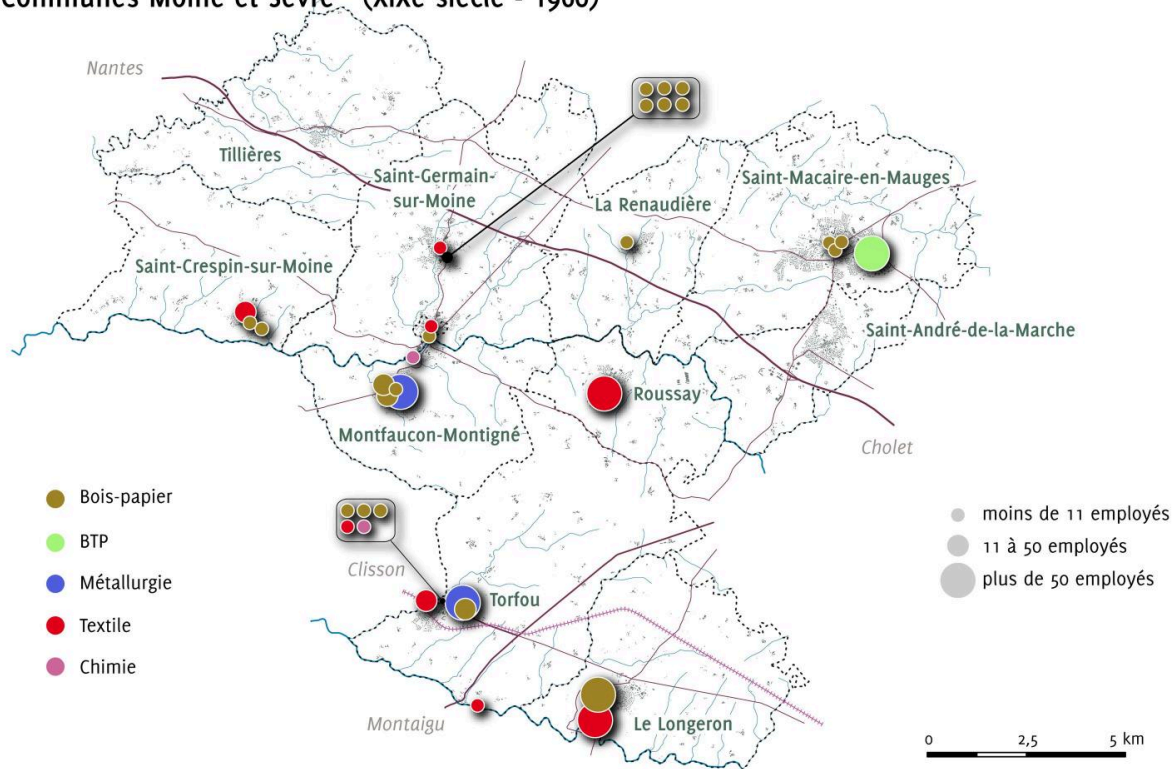 Communes Moine et Sèvre (XIXe siècle - 1960)
Nantes
Tillières
Saint-Germain-
sur-Moine
La Renaudière
Saint-Macaire-en-Mauges
Saint-Crespin-sur-Moine
Saint-André-de-la-Marche
Roussay
Montfaucon-Montigné
Cholet
Bois-papier
BTP
Métallurgie
Textile
Chimie
moins de 11 employés
11 à 50 employés
plus de 50 employés
Clisson
Torfou
Montaigu
Le Longeron
0 2,5 5 km